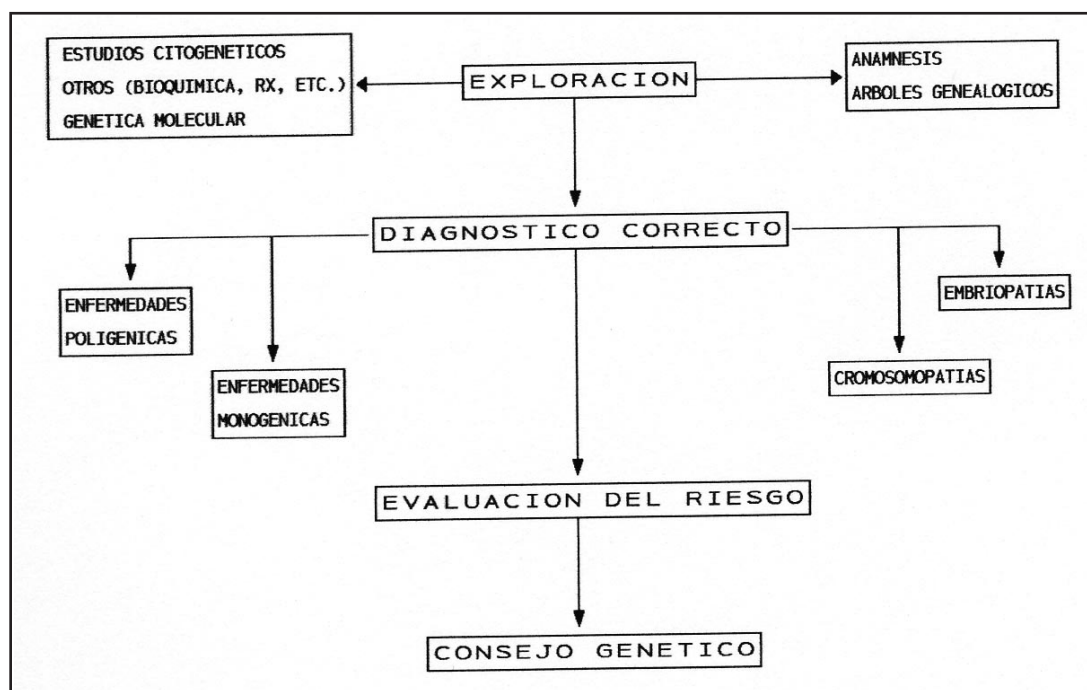 ESTUDIOS CITOGENETICOS
OTROS (BIOQUIMICA, RX, ETC.)
GENETICA MOLECULAR
EXPLORACION
ANAMNESIS
ARBOLES GENEALOGICOS
DIAGNOSTICO CORRECTO
ENFERMEDADES
POLIGENICAS
ENFERMEDADES
MONOGENICAS
EMBRIOPATIAS
CROMOSOMOPATIAS
EVALUACION DEL RIESGO
CONSEJO GENETICO